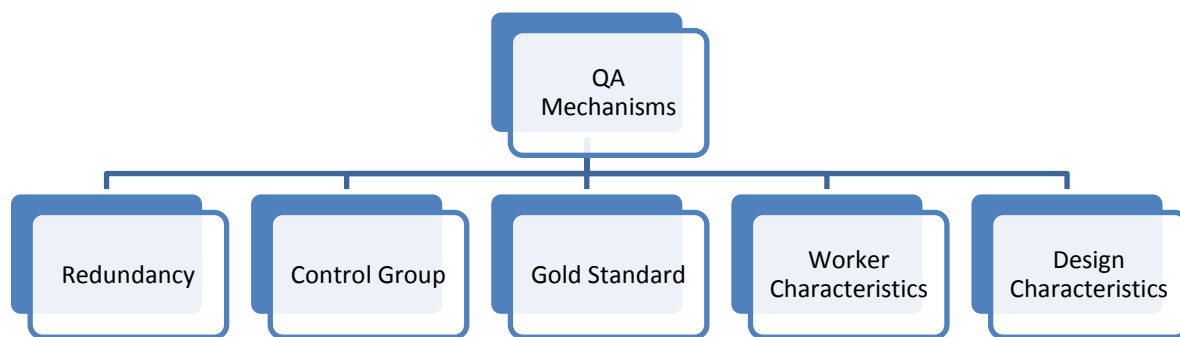 QA
Mechanisms
Redundancy
Control Group
Gold Standard
Worker
Characteristics
Design
Characteristics